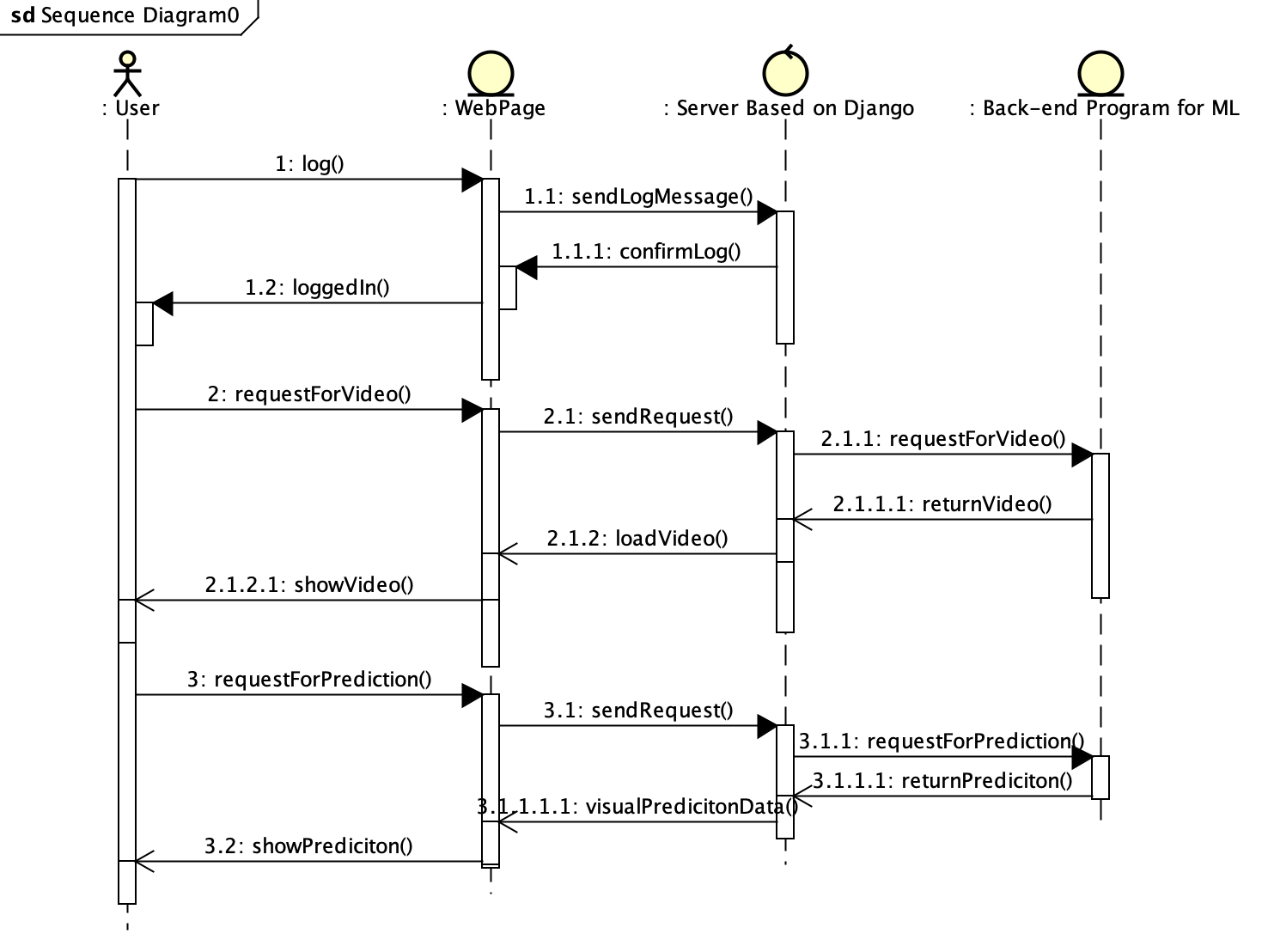 sd Sequence Diagram0
: User
: WebPage
: Server Based on Django
: Back-end Program for ML
1: log()
1.1: sendLogMessage()
1.1.1: confirmLog()
1.2: loggedIn()
2: requestForVideo()
2.1: sendRequest()
2.1.1: requestForVideo()
2.1.1.1: returnVideo()
2.1.2: loadVideo()
2.1.2.1: showVideo()
3: requestForPrediction()
3.1: sendRequest()
3.1.1: requestForPrediction()
3.1.1.1: returnPrediciton()
3.1.1.1.1: visualPredicitonData()
3.2: showPrediciton()